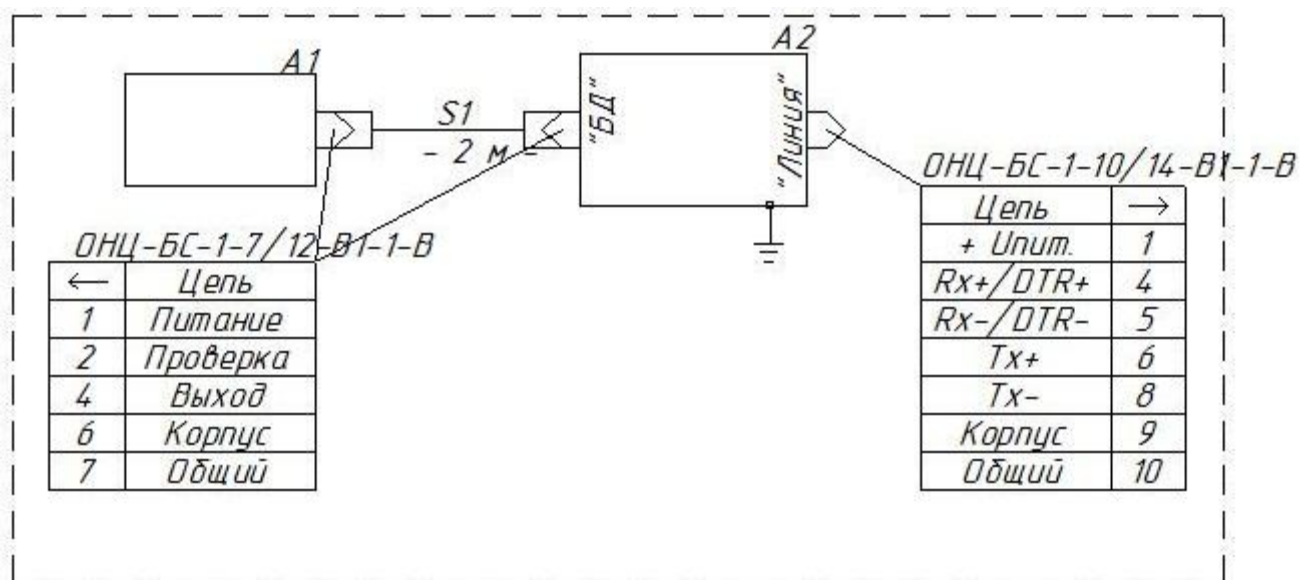 А1
А2
S1
- 2 м -
"БД"
"Линия"
ОНЦ-БС-1-7/12-В1-1-В
← Цепь
1 Питание
2 Проверка
4 Выход
6 Корпус
7 Общий
ОНЦ-БС-1-10/14-В1-1-В
Цепь →
+ Uпит. 1
Rx+/DTR+ 4
Rx-/DTR- 5
Tx+ 6
Tx- 8
Корпус 9
Общий 10